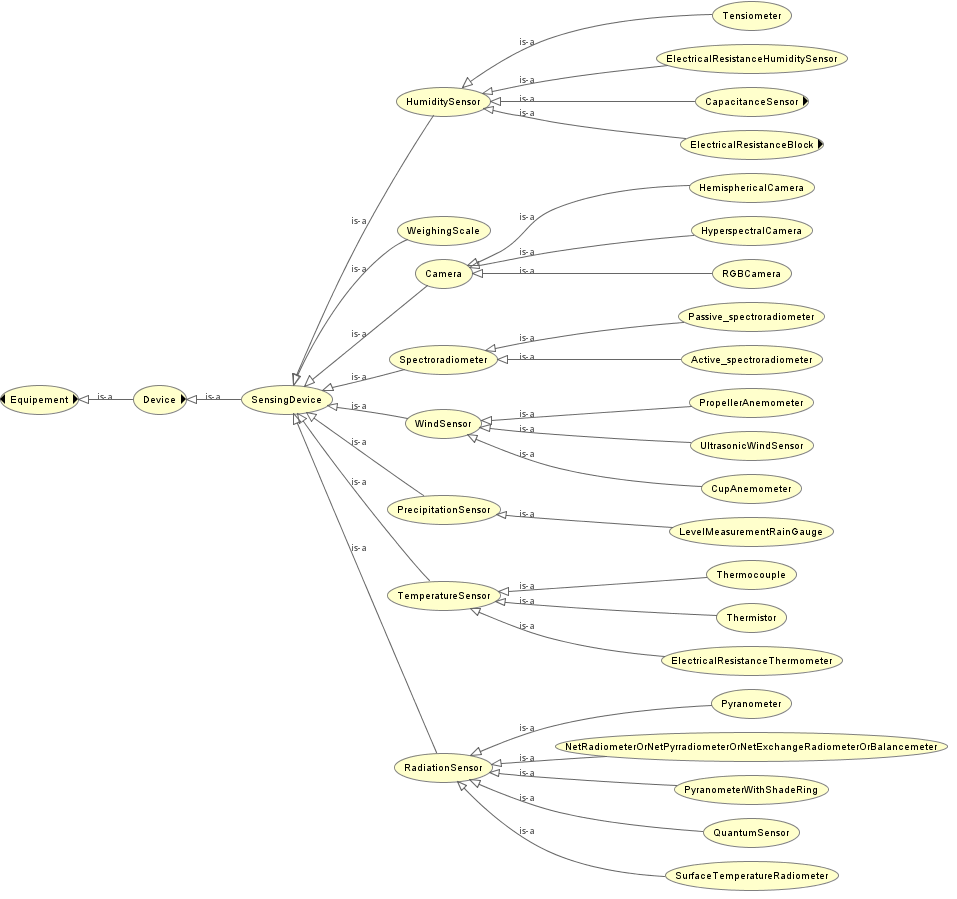 Tensiometer
is-a
ElectricalResistanceHumiditySensor
is-a
HumiditySensor
is-a
CapacitanceSensor
is-a
ElectricalResistanceBlock
HemisphericalCamera
is-a
is-a
WeighingScale
HyperspectralCamera
is-a
is-a
Camera
is-a
RGBCamera
Passive_spectroradiometer
is-a
is-a
Spectroradiometer
is-a
Active_spectroradiometer
is-a
Equipement
is-a
Device
is-a
SensingDevice
is-a
PropellerAnemometer
is-a
WindSensor
is-a
UltrasonicWindSensor
is-a
is-a
CupAnemometer
is-a
PrecipitationSensor
is-a
LevelMeasurementRainGauge
is-a
Thermocouple
is-a
TemperatureSensor
is-a
Thermistor
is-a
ElectricalResistanceThermometer
Pyranometer
is-a
NetRadiometerOrNetPyrradiometerOrNetExchangeRadiometerOrBalancemeter
is-a
RadiationSensor
is-a
PyranometerWithShadeRing
is-a
QuantumSensor
is-a
SurfaceTemperatureRadiometer